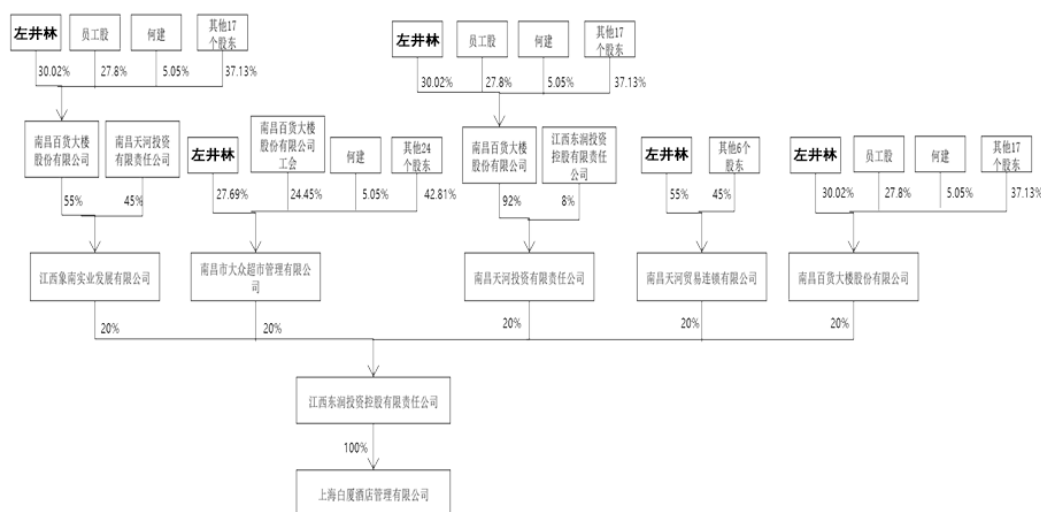 左井林
员工股
何建
其他17
个股东
左井林
员工股
何建
其他17
个股东
30.02%
27.8%
5.05%
37.13%
30.02%
27.8%
5.05%
37.13%
南昌百货大楼
股份有限公司
南昌天河投资
有限责任公司
左井林
南昌百货大楼
股份有限公司
工会
何建
其他24
个股东
南昌百货大楼
股份有限公司
江西东润投资
控股有限责任
公司
左井林
其他6个股
东
左井林
员工股
何建
其他17
个股东
55%
45%
27.69%
24.45%
5.05%
42.81%
92%
8%
55%
45%
30.02%
27.8%
5.05%
37.13%
江西象南实业发展有限公司
南昌市大众超市管理有限公
司
南昌天河投资有限责任公司
南昌天河贸易连锁有限公司
南昌百货大楼股份有限公司
20%
20%
20%
20%
20%
江西东润投资控股有限责任公司
100%
上海白厦酒店管理有限公司